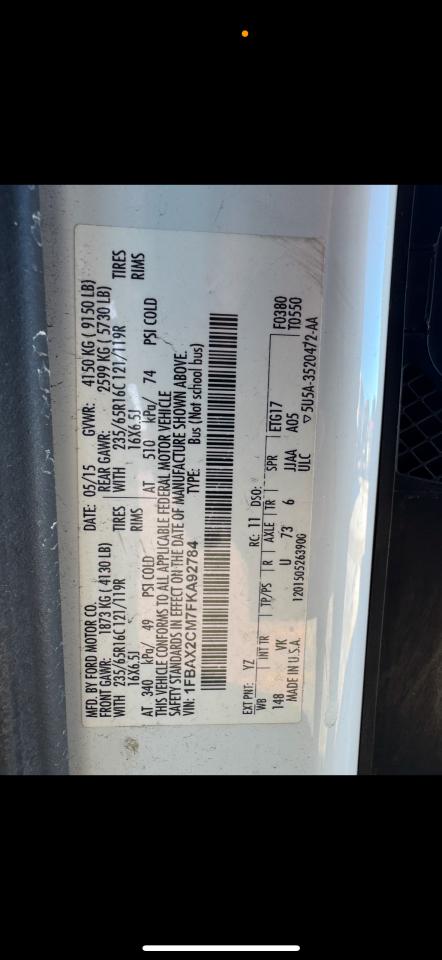 MFD. BY FORD MOTOR CO.
DATE: 05/15 GVWR: 4150 KG ( 9150 LB)
FRONT GAWR: 1873 KG ( 4130 LB)
REAR GAWR: 2599 KG ( 5730 LB)
WITH 235/65R16C 121/119R TIRES
WITH 235/65R16C 121/119R TIRES
16X6.5J RIMS
16X6.5J RIMS
AT 340 kPa/ 49 PSI COLD
AT 510 kPa/ 74 PSI COLD
THIS VEHICLE CONFORMS TO ALL APPLICABLE FEDERAL MOTOR VEHICLE
SAFETY STANDARDS IN EFFECT ON THE DATE OF MANUFACTURE SHOWN ABOVE.
VIN: 1FBAX2CM7FKA92784 TYPE: Bus (Not school bus)
EXT PNT: YZ RC: 11 DSO:
WB INT TR TP/PS R AXLE TR SPR ETG17 F0380
148 VK U 73 6 JJAA A05 T0550
MADE IN U.S.A. 1201505263900 ULC ▽5U5A-3520472-AA